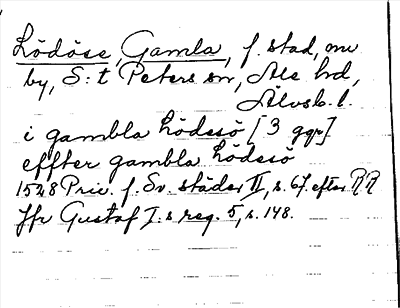 Lödöse, Gamla, f. stad, nu
by, S:t Peters sn, Ale hd,
Älvsb. l.
i gambla Lödesö [3 ggr]
effter gambla Lödesö
1528 Priv. f. Sv. städer II, s. 67. efter RR
Jfr Gustaf I:s reg. 5, s. 148.